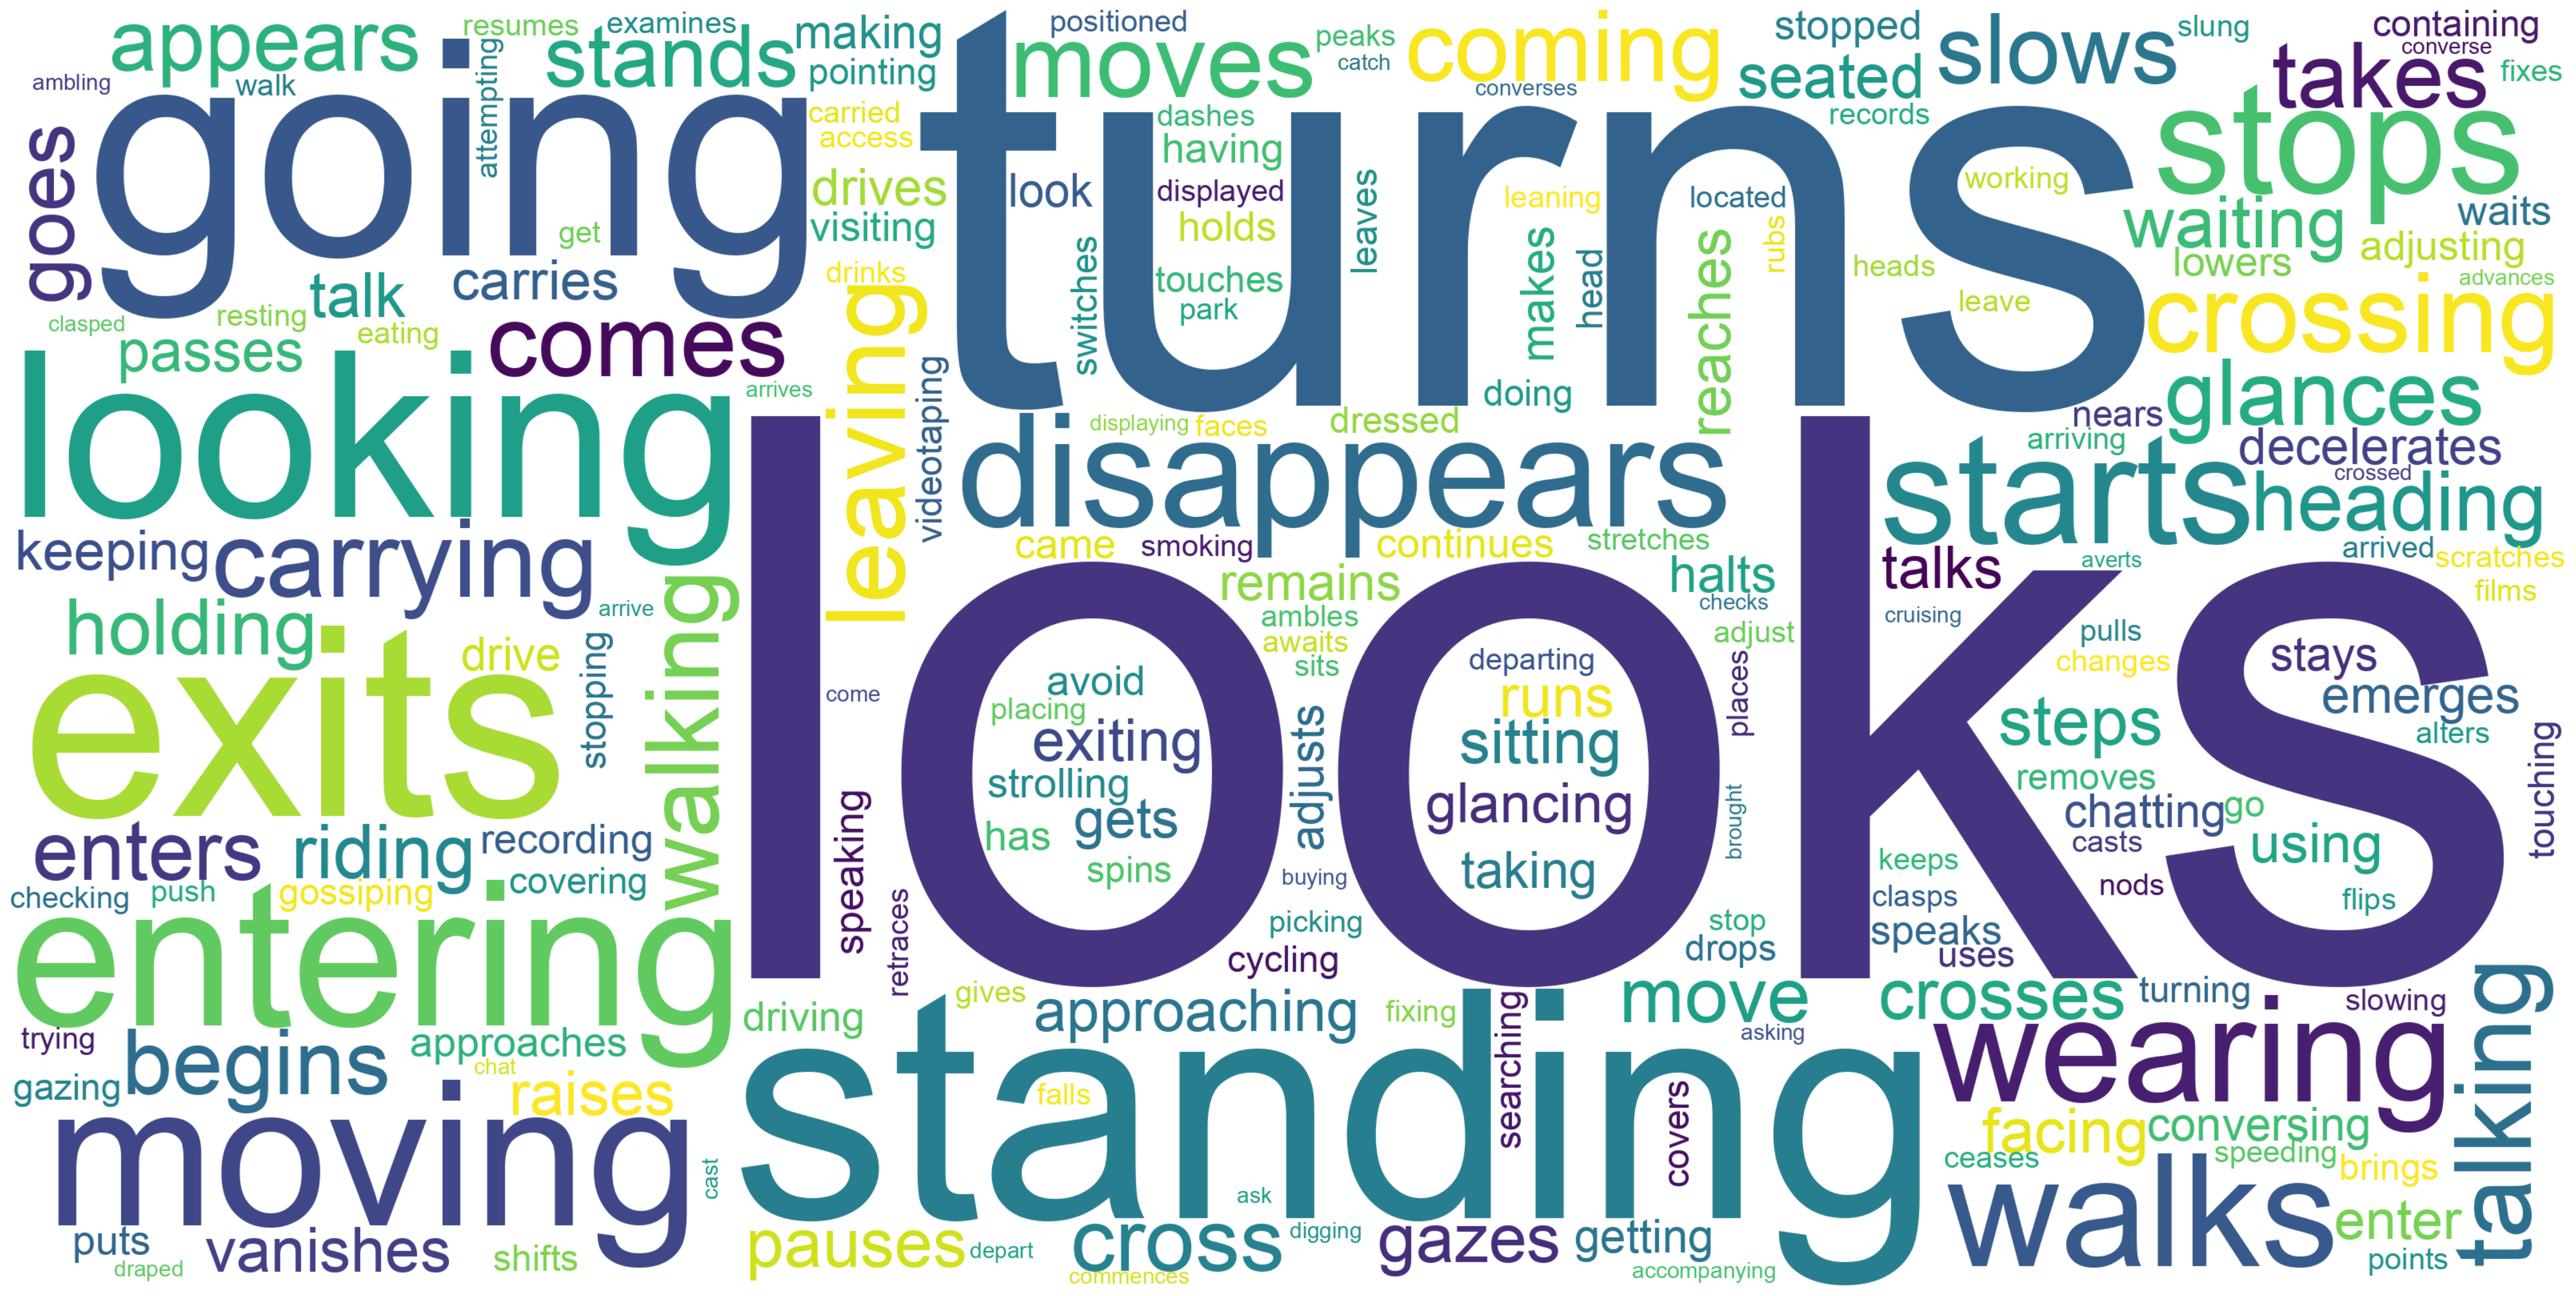 ambling
appears
walk
resumes
examines
attempting
stands
making
pointing
positioned
moves
peaks
catch
coming
converses
stopped
seated
records
slows
slung
containing
converse
takes
fixes
goes
going
get
carried
access
drives
visiting
turns
dashes
having
look
displayed
holds
switches
touches
park
leaves
leaning
makes
head
located
rubs
reaches
working
heads
leave
stops
waiting
waits
lowers
adjusting
advances
crossing
clasped
resting
talk
carries
eating
passes
comes
drinks
leaving
arrives
looking
videotaping
displaying
faces
dressed
doing
disappears
nears
glances
arriving
decelerates
crossed
starts
heading
keeping
carrying
came
smoking
continues
stretches
halts
talks
averts
arrived
scratches
films
holding
arrive
walking
remains
ambles
awaits
sits
checks
adjust
cruising
pulls
changes
stays
emerges
alters
exits
drive
stopping
come
looks
avoid
placing
exiting
strolling
gets
has
spins
adjusts
departing
runs
sitting
glancing
taking
places
brought
steps
removes
chatting
go
casts
using
touching
enters
riding
recording
covering
checking
push
gossiping
speaking
retraces
buying
picking
cycling
stop
drops
keeps
clasps
speaks
uses
nods
flips
entering
driving
gives
approaching
fixing
searching
move
asking
crosses
turning
slowing
trying
begins
approaches
chat
gazing
raises
wearing
talking
moving
standing
falls
covers
facing
conversing
ceases
speeding
brings
cast
ask
walks
enter
points
puts
draped
vanishes
shifts
pauses
depart
cross
commences
digging
gazes
getting
accompanying